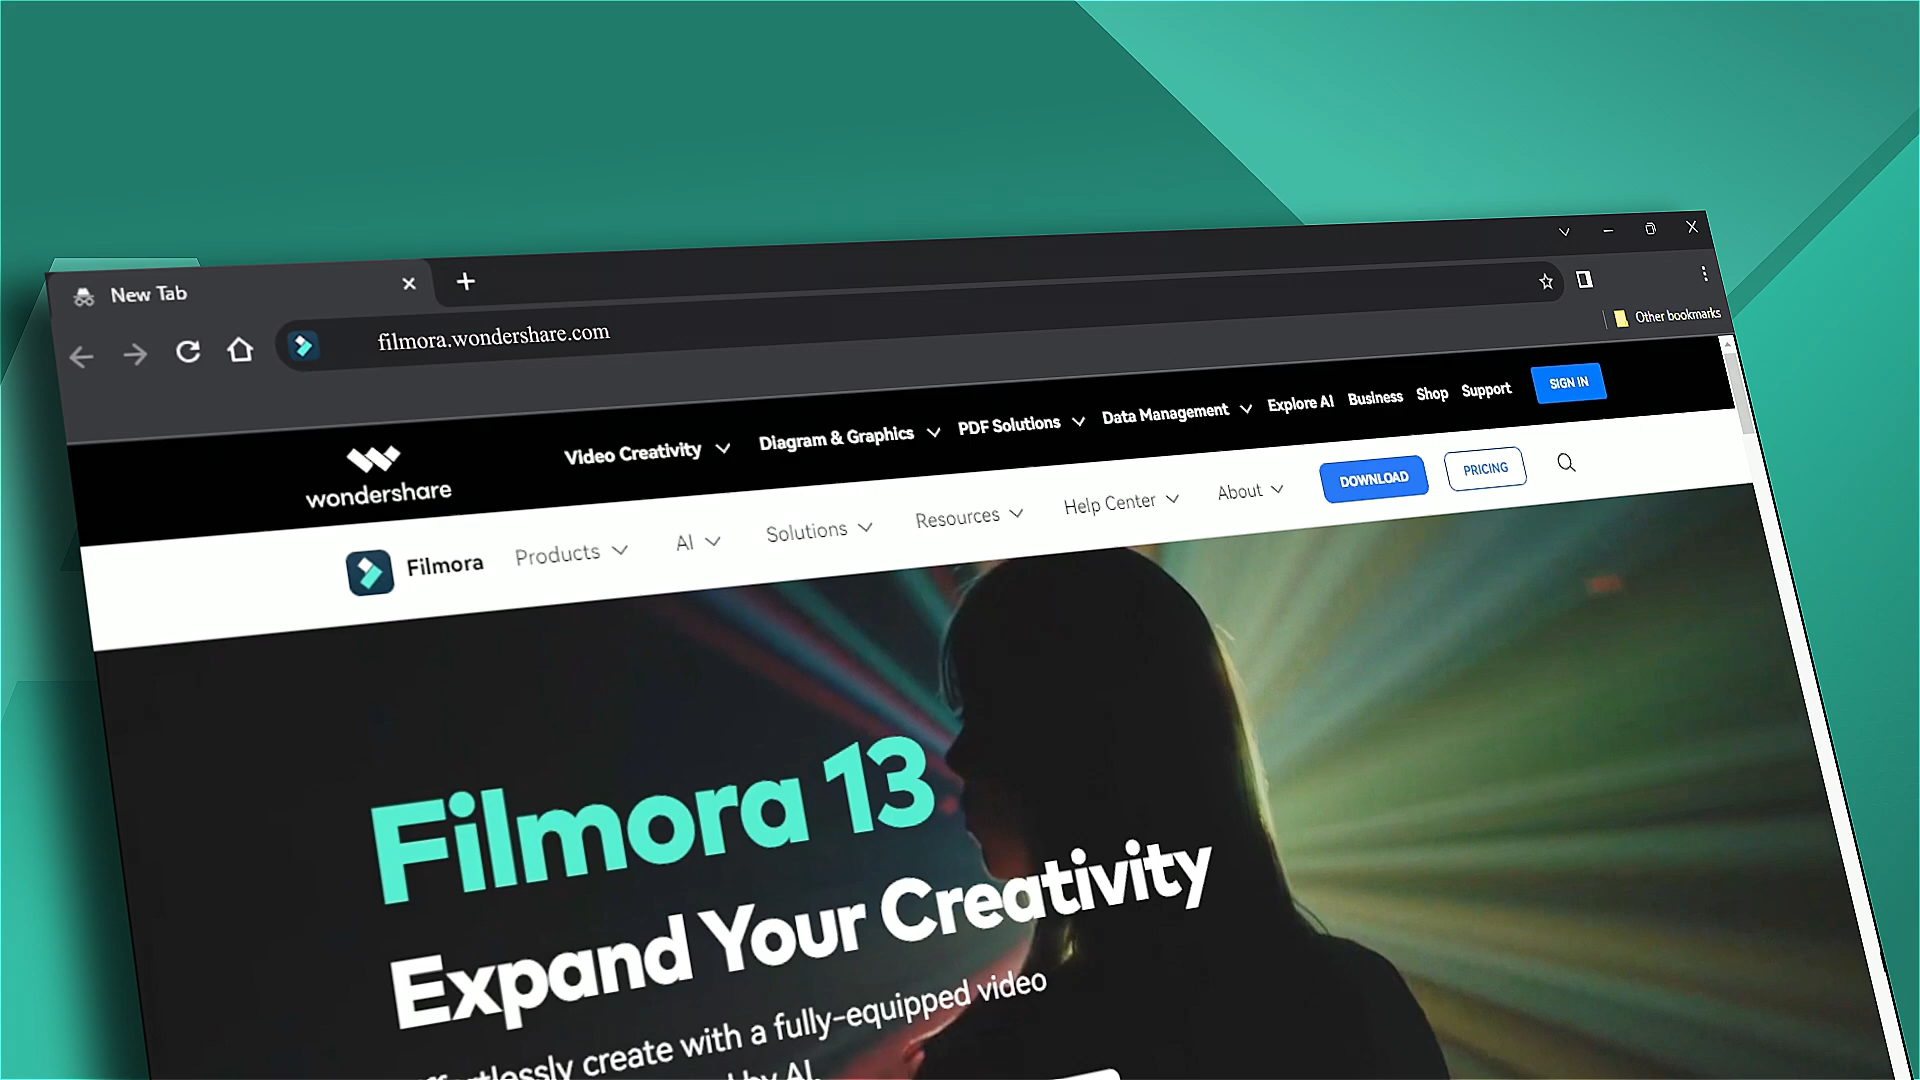 New Tab
filmora.wondershare.com
Other bookmarks
wondershare
Video Creativity
Diagram & Graphics
PDF Solutions
Data Management
Explore AI
Business
Shop
Support
SIGN IN
Filmora
Products
AI
Solutions
Resources
Help Center
About
DOWNLOAD
PRICING
Filmora 13
Expand Your Creativity
create with a fully-equipped video
by AI.